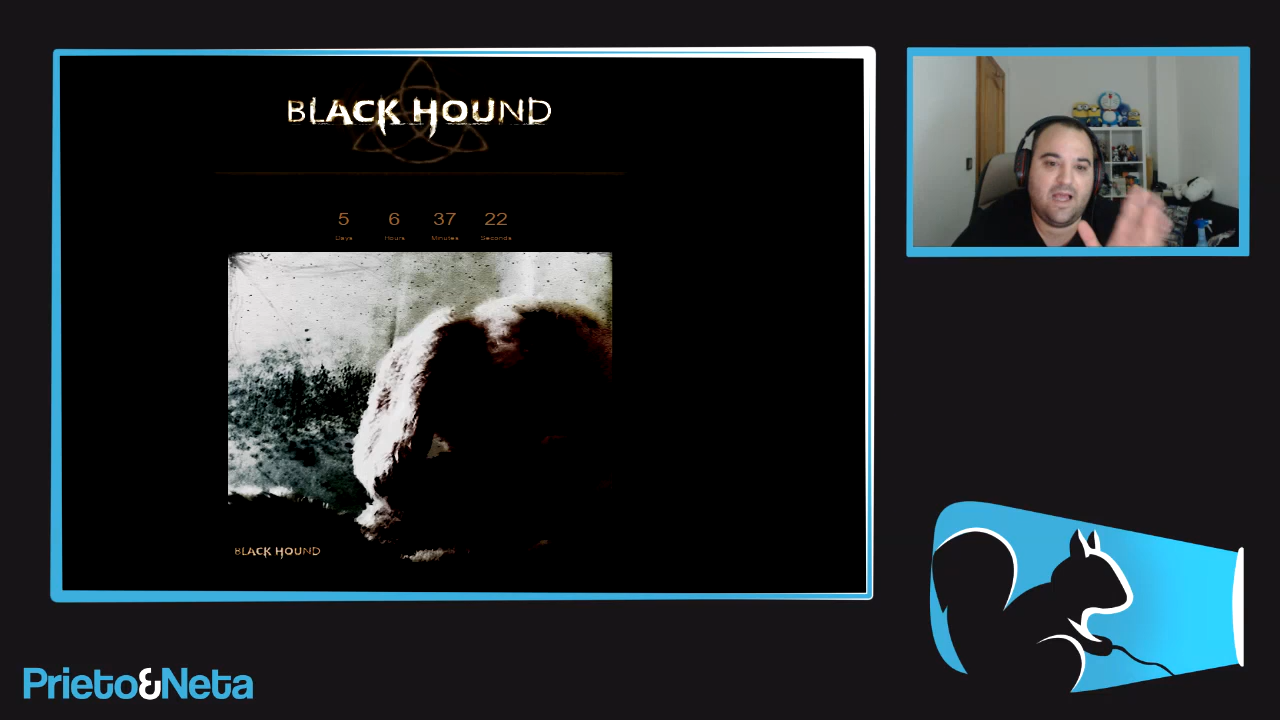 BLACK HOUND
5 6 37 22
Days Hours Minutes Seconds
BLACK HOUND
Prieto&Neta